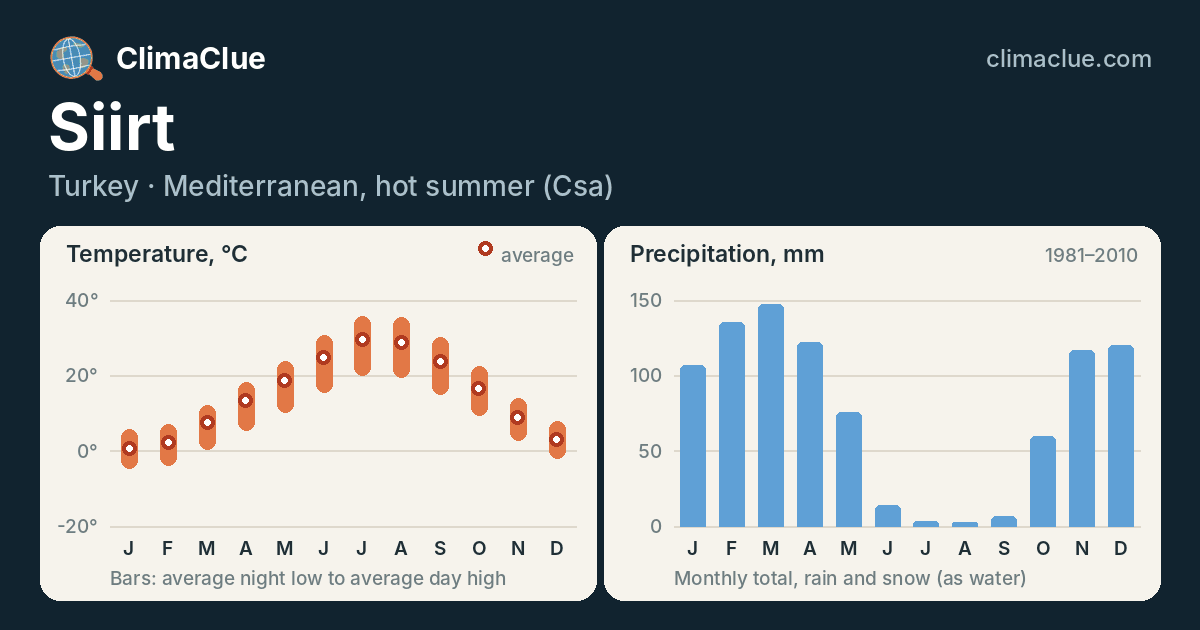 ClimaClue
climaclue.com
Siirt
Turkey · Mediterranean, hot summer (Csa)
Temperature, °C
average
40°
20°
0°
-20°
J F M A M J J A S O N D
Bars: average night low to average day high
Precipitation, mm
1981–2010
150
100
50
0
J F M A M J J A S O N D
Monthly total, rain and snow (as water)